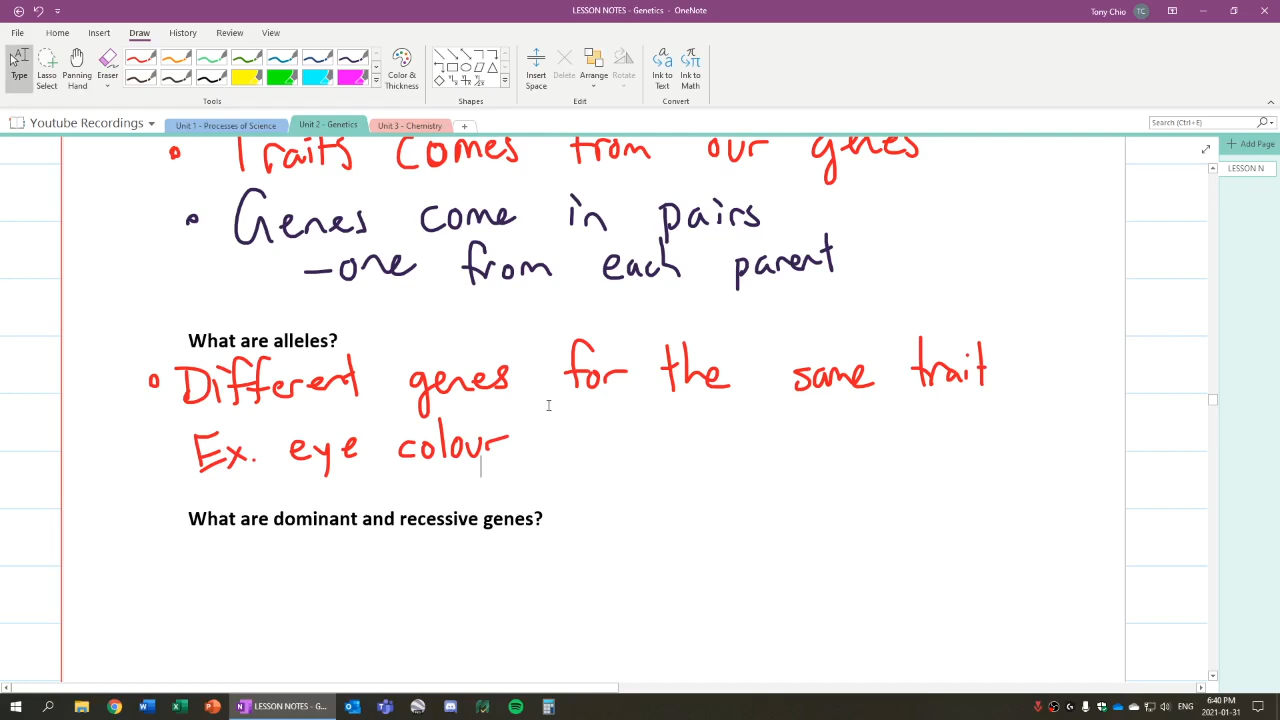 LESSON NOTES - Genetics - OneNote
Tony Chio TC
File Home Insert Draw History Review View
Type Lasso Select Panning Hand Eraser Color & Thickness Insert Space Delete Arrange Rotate Ink to Text Ink to Math
Tools Shapes Edit Convert
Youtube Recordings Unit 1 - Processes of Science Unit 2 - Genetics Unit 3 - Chemistry + Search (Ctrl+E)
Add Page
LESSON N
• Traits comes from our genes
• Genes come in pairs
- one from each parent
What are alleles?
• Different genes for the same trait
Ex. eye colour
What are dominant and recessive genes?
LESSON NOTES - G...
6:40 PM
2021-01-31